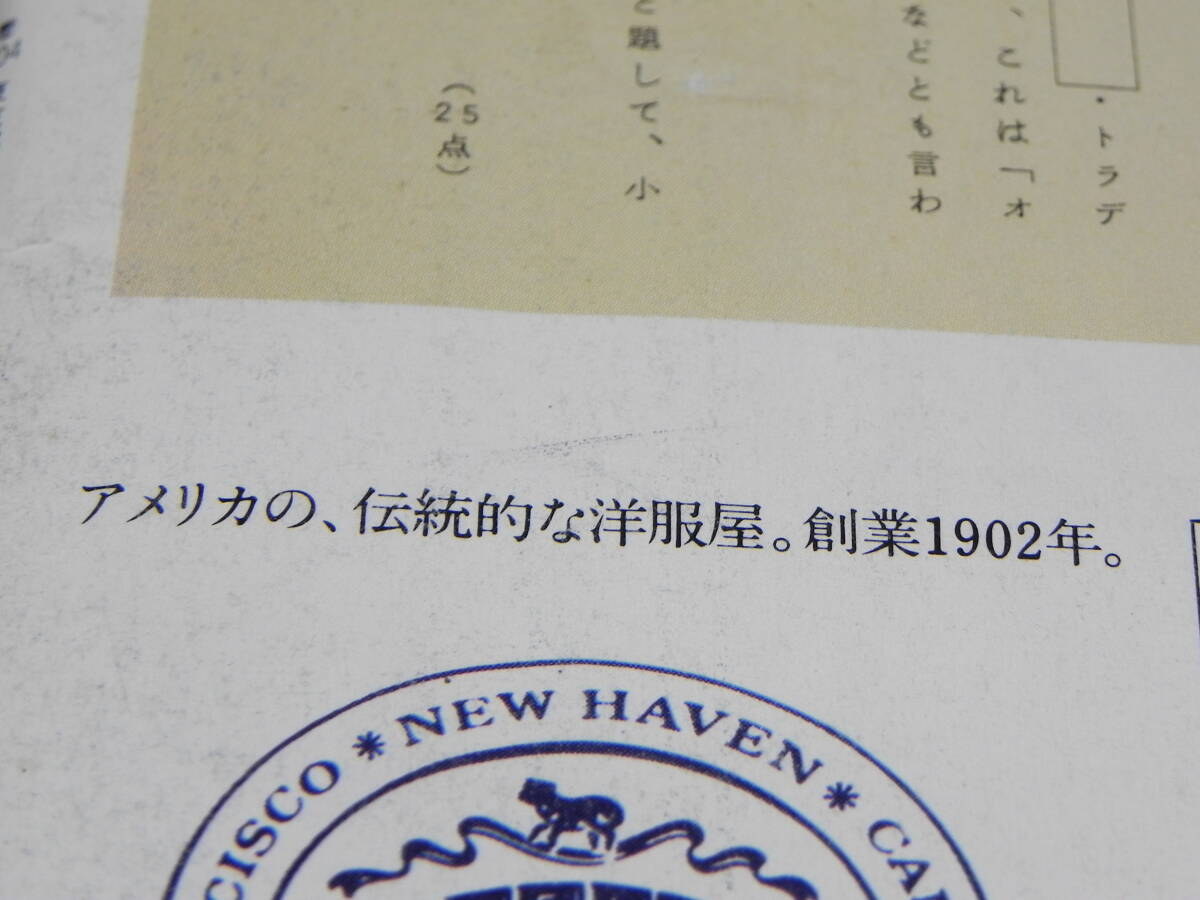 ・トラデ
、これは「オ
などとも言わ
と題して、小
(25点)
アメリカの、伝統的な洋服屋。創業1902年。
CISCO * NEW HAVEN * CA